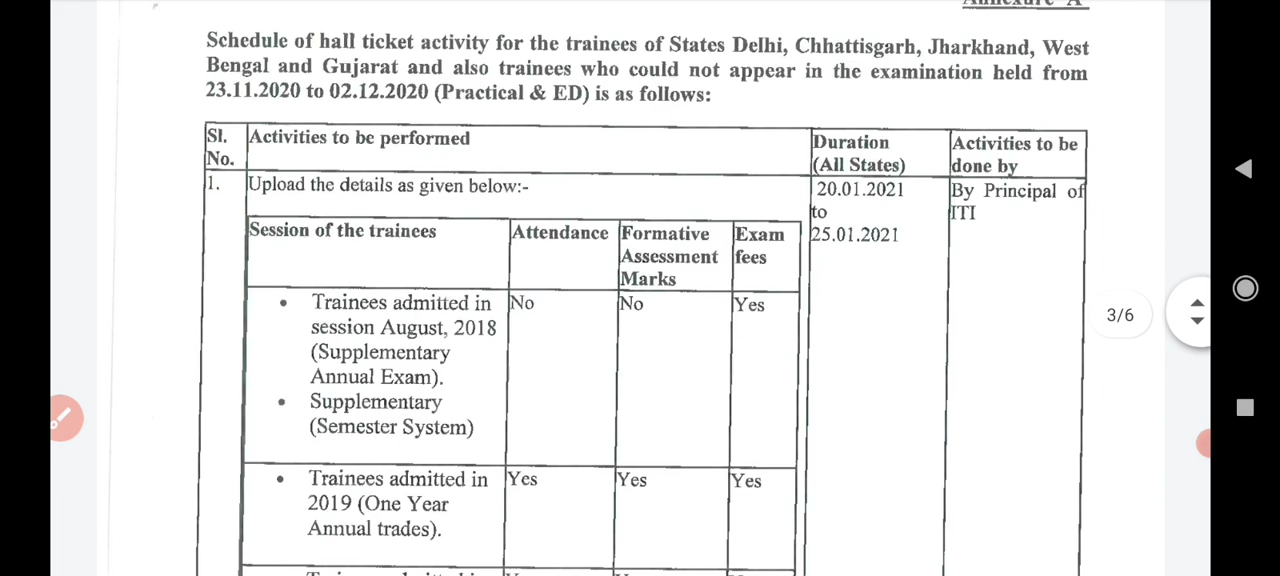 Annexure 'A'
Schedule of hall ticket activity for the trainees of States Delhi, Chhattisgarh, Jharkhand, West
Bengal and Gujarat and also trainees who could not appear in the examination held from
23.11.2020 to 02.12.2020 (Practical & ED) is as follows:
Sl.
No.
Activities to be performed
Duration
(All States)
Activities to be
done by
1.
Upload the details as given below:-
20.01.2021
to
25.01.2021
By Principal of
ITI
Session of the trainees
Attendance
Formative
Assessment
Marks
Exam
fees
• Trainees admitted in
session August, 2018
(Supplementary
Annual Exam).
• Supplementary
(Semester System)
No
No
Yes
• Trainees admitted in
2019 (One Year
Annual trades).
Yes
Yes
Yes
3/6